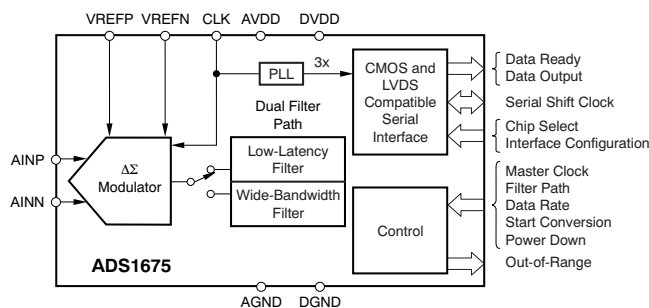 VREFP VREFN CLK AVDD DVDD
PLL
3x
CMOS and
LVDS
Compatible
Serial
Interface
Data Ready
Data Output
Serial Shift Clock
Chip Select
Interface Configuration
Dual Filter
Path
AINP
AINN
ΔΣ
Modulator
Low-Latency
Filter
Wide-Bandwidth
Filter
Control
Master Clock
Filter Path
Data Rate
Start Conversion
Power Down
Out-of-Range
ADS1675
AGND DGND